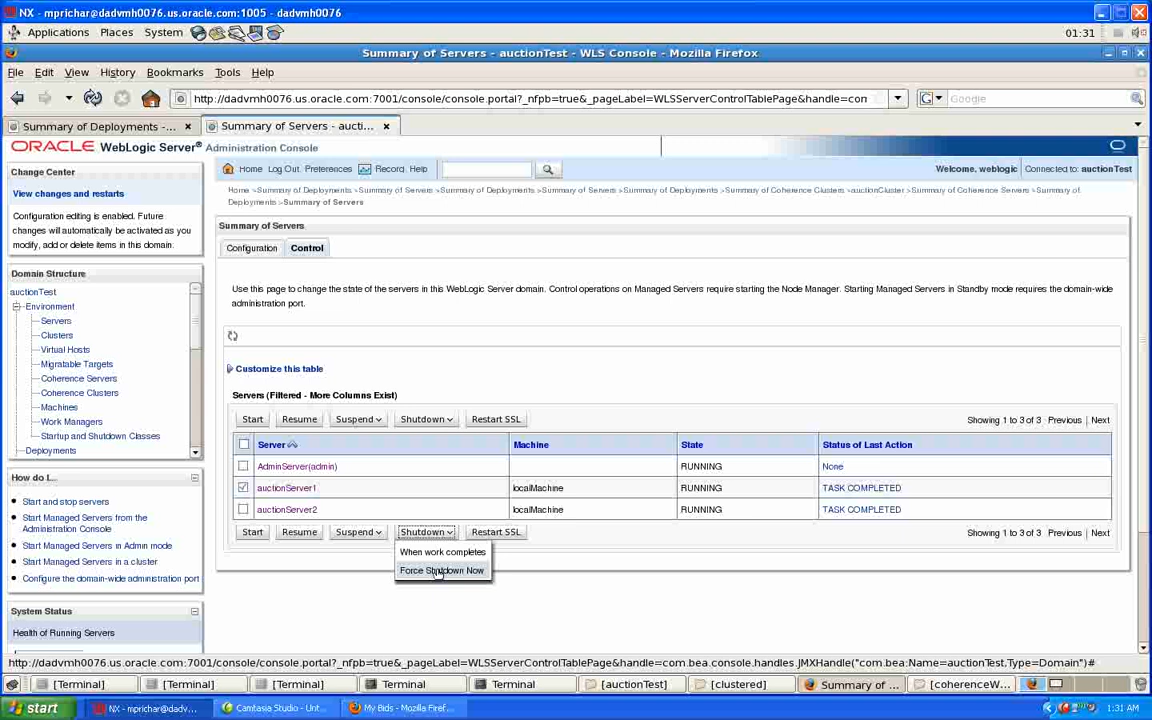 NX - mprichar@dadvmh0076.us.oracle.com:1005 - dadvmh0076
Applications Places System 01:31
Summary of Servers - auctionTest - WLS Console - Mozilla Firefox
File Edit View History Bookmarks Tools Help
http://dadvmh0076.us.oracle.com:7001/console/console.portal?_nfpb=true&_pageLabel=WLSServerControlTablePage&handle=com Google
Summary of Deployments -... Summary of Servers - aucti...
ORACLE WebLogic Server® Administration Console
Change Center
View changes and restarts
Configuration editing is enabled. Future
changes will automatically be activated as you
modify, add or delete items in this domain.
Domain Structure
auctionTest
Environment
Servers
Clusters
Virtual Hosts
Migratable Targets
Coherence Servers
Coherence Clusters
Machines
Work Managers
Startup and Shutdown Classes
Deployments
How do I...
Start and stop servers
Start Managed Servers from the
Administration Console
Start Managed Servers in Admin mode
Start Managed Servers in a cluster
Configure the domain-wide administration port
System Status
Health of Running Servers
Home Log Out Preferences Record Help Welcome, weblogic Connected to: auctionTest
Home >Summary of Deployments >Summary of Servers >Summary of Deployments >Summary of Servers >Summary of Deployments >Summary of Coherence Clusters >auctionCluster >Summary of Coherence Servers >Summary of
Deployments >Summary of Servers
Summary of Servers
Configuration Control
Use this page to change the state of the servers in this WebLogic Server domain. Control operations on Managed Servers require starting the Node Manager. Starting Managed Servers in Standby mode requires the domain-wide
administration port.
Customize this table
Servers (Filtered - More Columns Exist)
Start Resume Suspend Shutdown Restart SSL Showing 1 to 3 of 3 Previous | Next
Server Machine State Status of Last Action
AdminServer(admin) RUNNING None
auctionServer1 localMachine RUNNING TASK COMPLETED
auctionServer2 localMachine RUNNING TASK COMPLETED
Start Resume Suspend Shutdown Restart SSL Showing 1 to 3 of 3 Previous | Next
When work completes
Force Shutdown Now
http://dadvmh0076.us.oracle.com:7001/console/console.portal?_nfpb=true&_pageLabel=WLSServerControlTablePage&handle=com.bea.console.handles.JMXHandle("com.bea:Name=auctionTest,Type=Domain")#
[Terminal] [Terminal] [Terminal] Terminal Terminal [auctionTest] [clustered] Summary of ... [coherenceW...
start NX - mprichar@dadv... Camtasia Studio - Unt... My Bids - Mozilla Firef... 1:31 AM